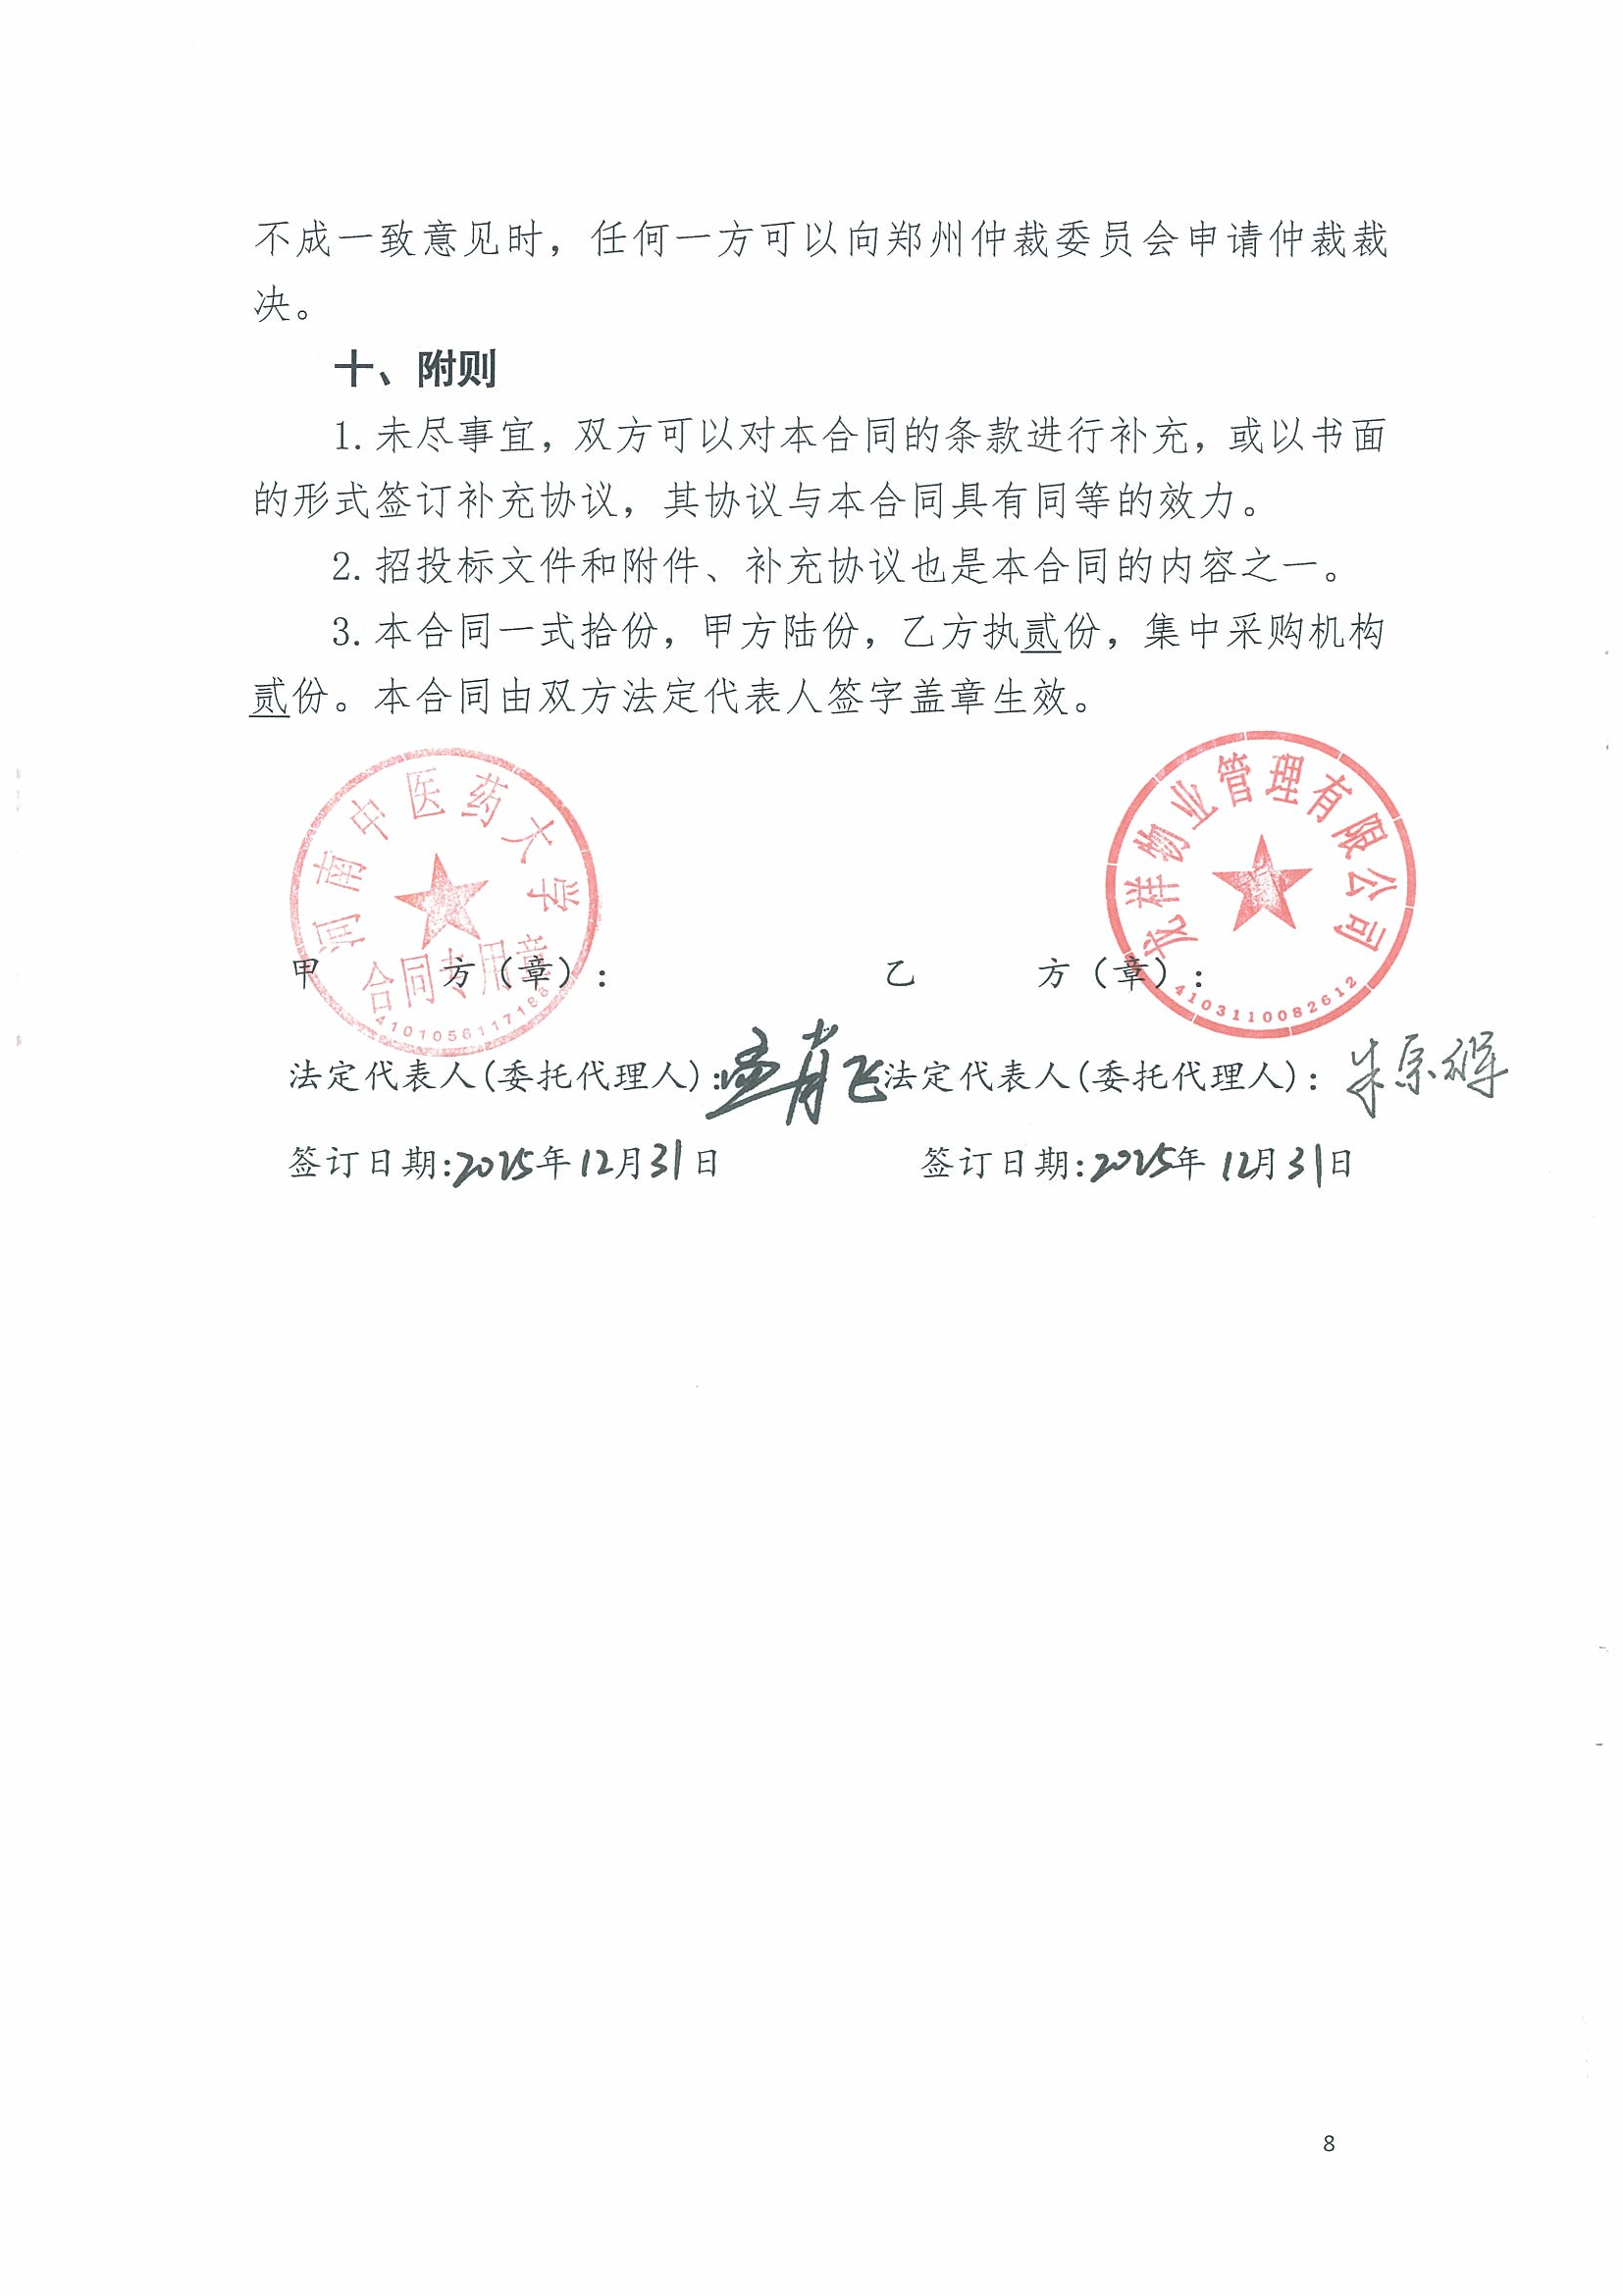 不成一致意见时，任何一方可以向郑州仲裁委员会申请仲裁裁
决。
十、附则
1.未尽事宜，双方可以对本合同的条款进行补充，或以书面
的形式签订补充协议，其协议与本合同具有同等的效力。
2.招投标文件和附件、补充协议也是本合同的内容之一。
3.本合同一式拾份，甲方陆份，乙方执贰份，集中采购机构
贰份。本合同由双方法定代表人签字盖章生效。
河南中医药大学
合同专用章
4101056117188
龙祥物业管理有限公司
4103110082612
甲 方（章）： 乙 方（章）：
法定代表人(委托代理人)：孟肖飞 法定代表人(委托代理人)：朱
签订日期:2025年12月31日 签订日期:2025年12月31日
8